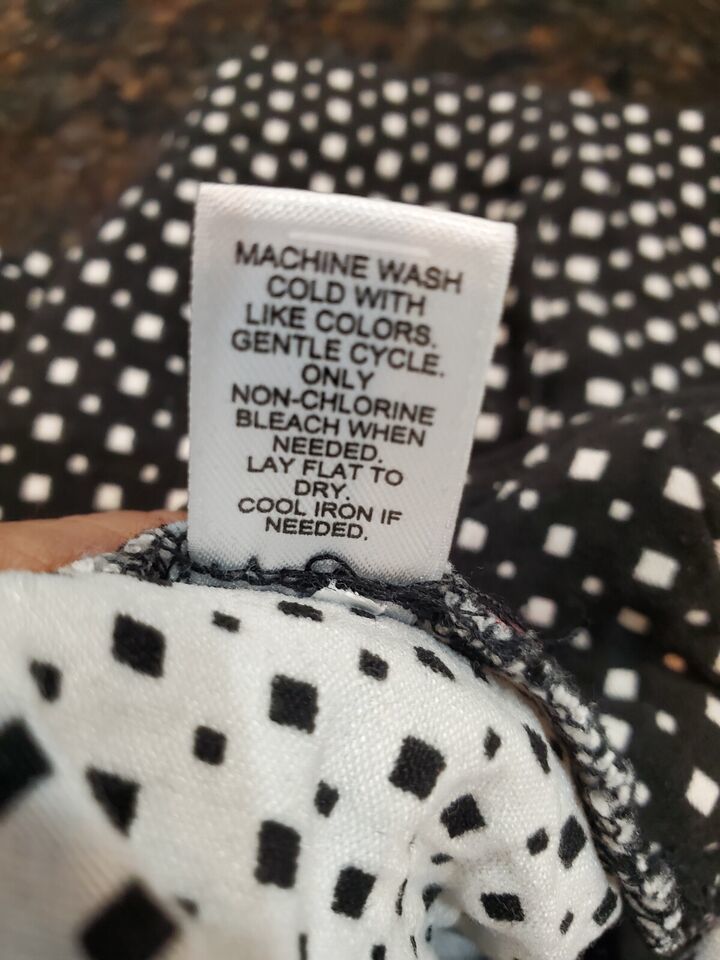 MACHINE WASH
COLD WITH
LIKE COLORS.
GENTLE CYCLE.
ONLY
NON-CHLORINE
BLEACH WHEN
NEEDED.
LAY FLAT TO
DRY.
COOL IRON IF
NEEDED.